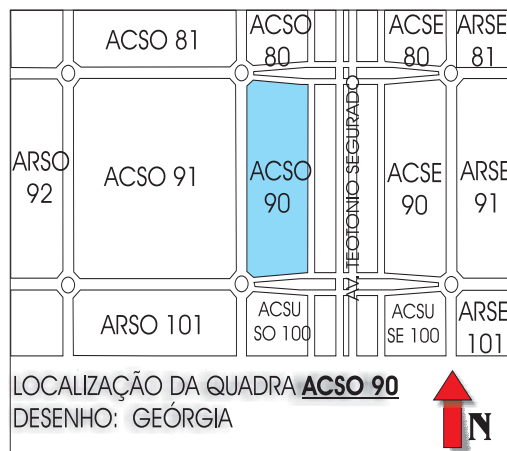 ACSO 81
ACSO
80
ACSE
80
ARSE
81
ARSO
92
ACSO 91
ACSO
90
AV. TEOTONIO SEGURADO
ACSE
90
ARSE
91
ARSO 101
ACSU
SO 100
ACSU
SE 100
ARSE
101
LOCALIZAÇÃO DA QUADRA ACSO 90
DESENHO: GEÓRGIA
N